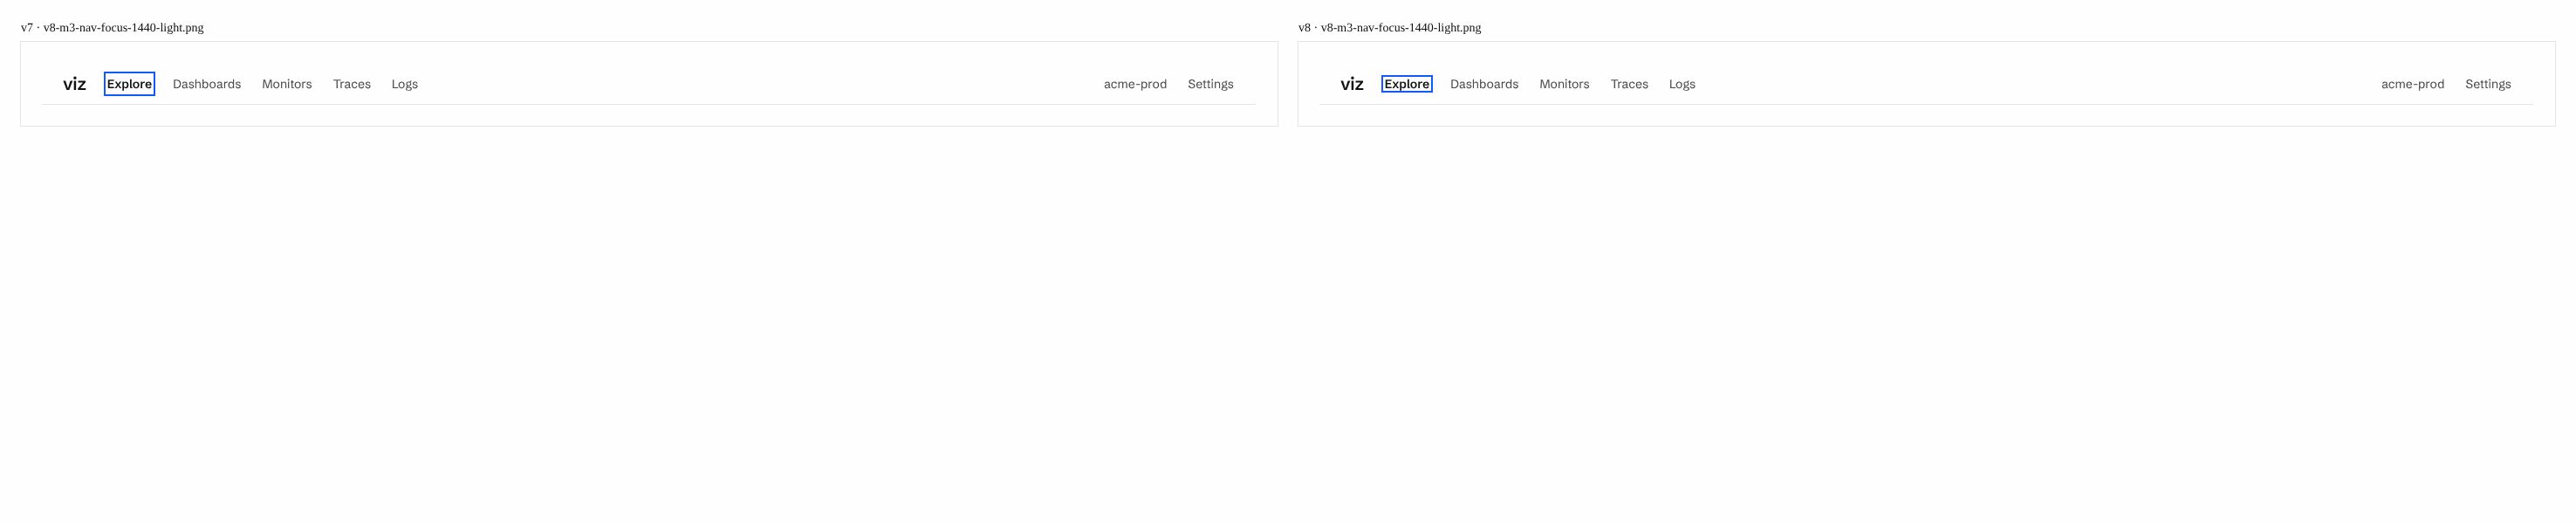 v7 · v8-m3-nav-focus-1440-light.png
viz Explore Dashboards Monitors Traces Logs acme-prod Settings
v8 · v8-m3-nav-focus-1440-light.png
viz Explore Dashboards Monitors Traces Logs acme-prod Settings